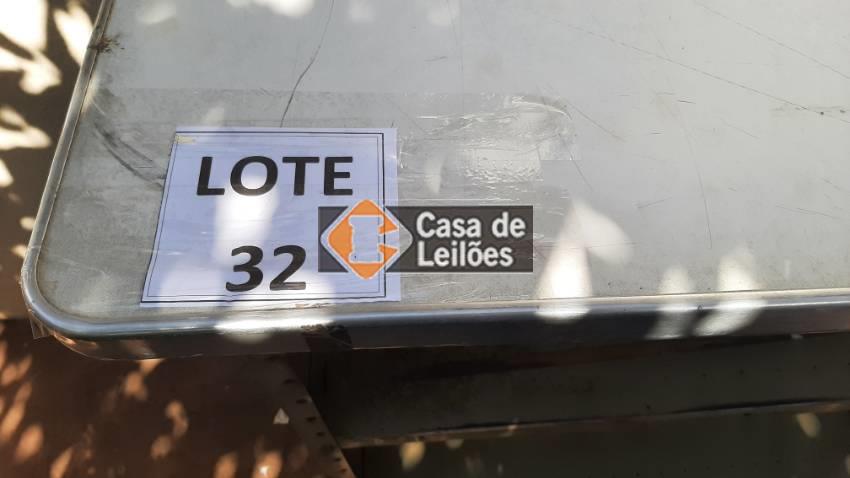 LOTE
32
Casa de
Leilões